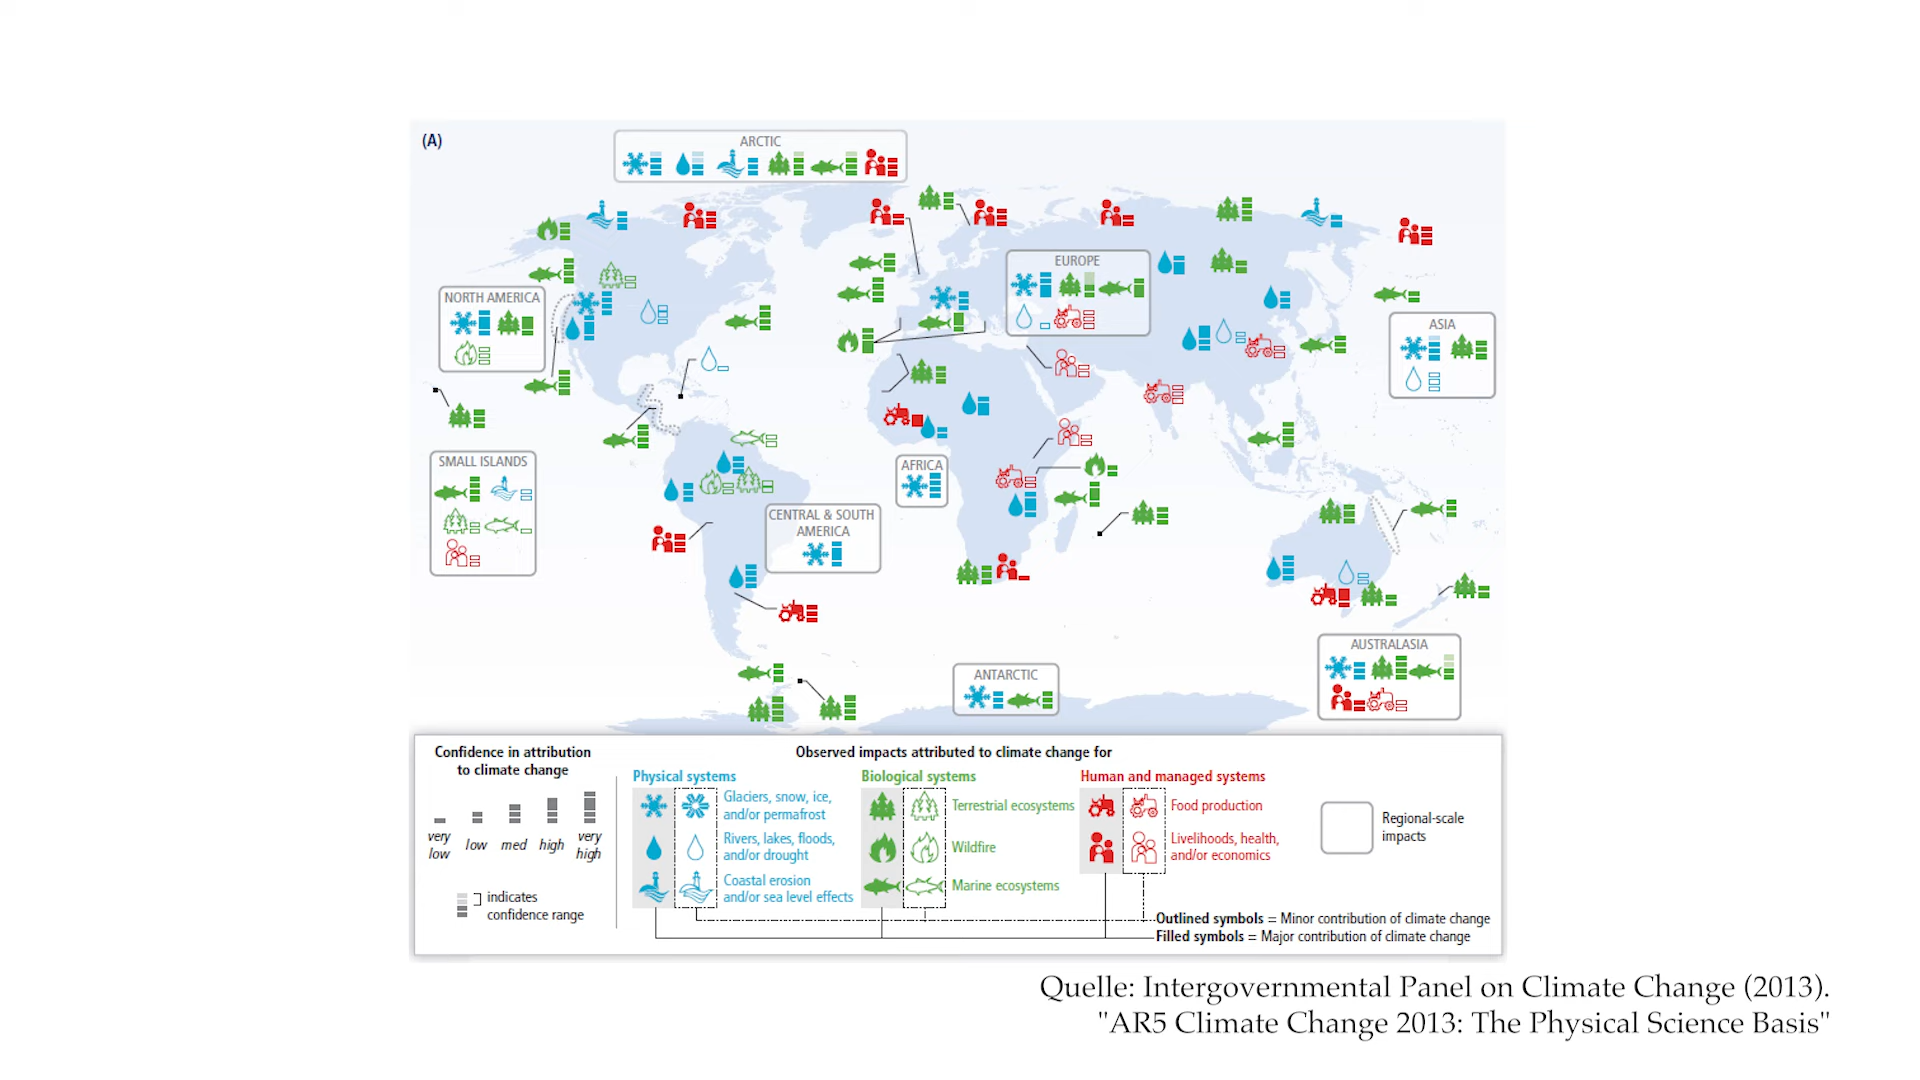 (A)
ARCTIC
EUROPE
NORTH AMERICA
ASIA
SMALL ISLANDS
AFRICA
CENTRAL & SOUTH
AMERICA
AUSTRALASIA
ANTARCTIC
Confidence in attribution
to climate change
very
low
low
med
high
very
high
indicates
confidence range
Observed impacts attributed to climate change for
Physical systems
Glaciers, snow, ice,
and/or permafrost
Rivers, lakes, floods,
and/or drought
Coastal erosion
and/or sea level effects
Biological systems
Terrestrial ecosystems
Wildfire
Marine ecosystems
Human and managed systems
Food production
Livelihoods, health,
and/or economics
Regional-scale
impacts
Outlined symbols = Minor contribution of climate change
Filled symbols = Major contribution of climate change
Quelle: Intergovernmental Panel on Climate Change (2013).
"AR5 Climate Change 2013: The Physical Science Basis"